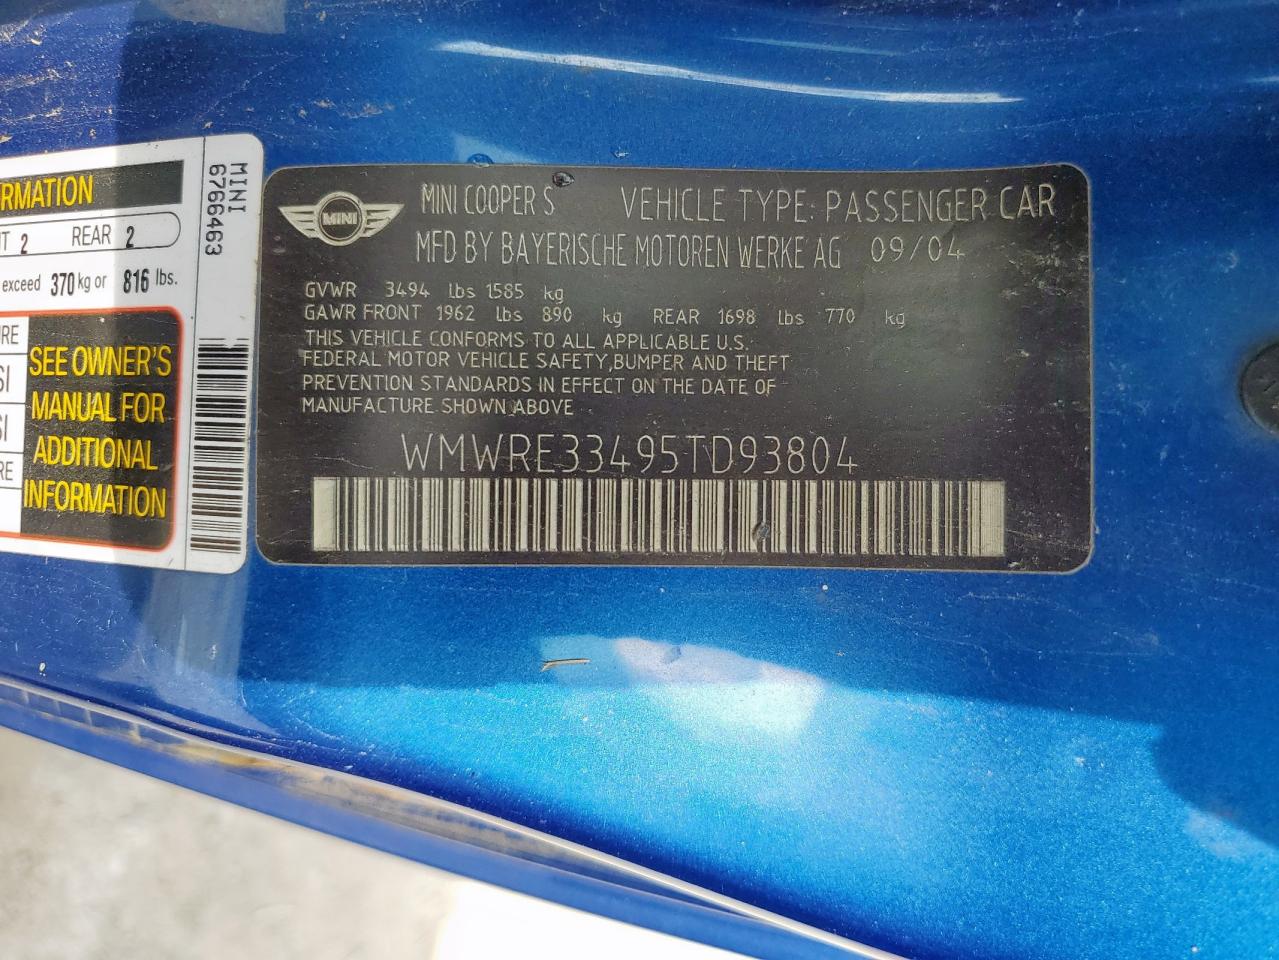 RMATION
T 2 REAR 2
exceed 370 kg or 816 lbs.
URE
SI
SI
RE
SEE OWNER'S
MANUAL FOR
ADDITIONAL
INFORMATION
MINI
6766463
MINI
MINI COOPER S VEHICLE TYPE: PASSENGER CAR
MFD BY BAYERISCHE MOTOREN WERKE AG 09/04
GVWR 3494 lbs 1585 kg
GAWR FRONT 1962 lbs 890 kg REAR 1698 lbs 770 kg
THIS VEHICLE CONFORMS TO ALL APPLICABLE U.S.
FEDERAL MOTOR VEHICLE SAFETY,BUMPER AND THEFT
PREVENTION STANDARDS IN EFFECT ON THE DATE OF
MANUFACTURE SHOWN ABOVE
WMWRE33495TD93804